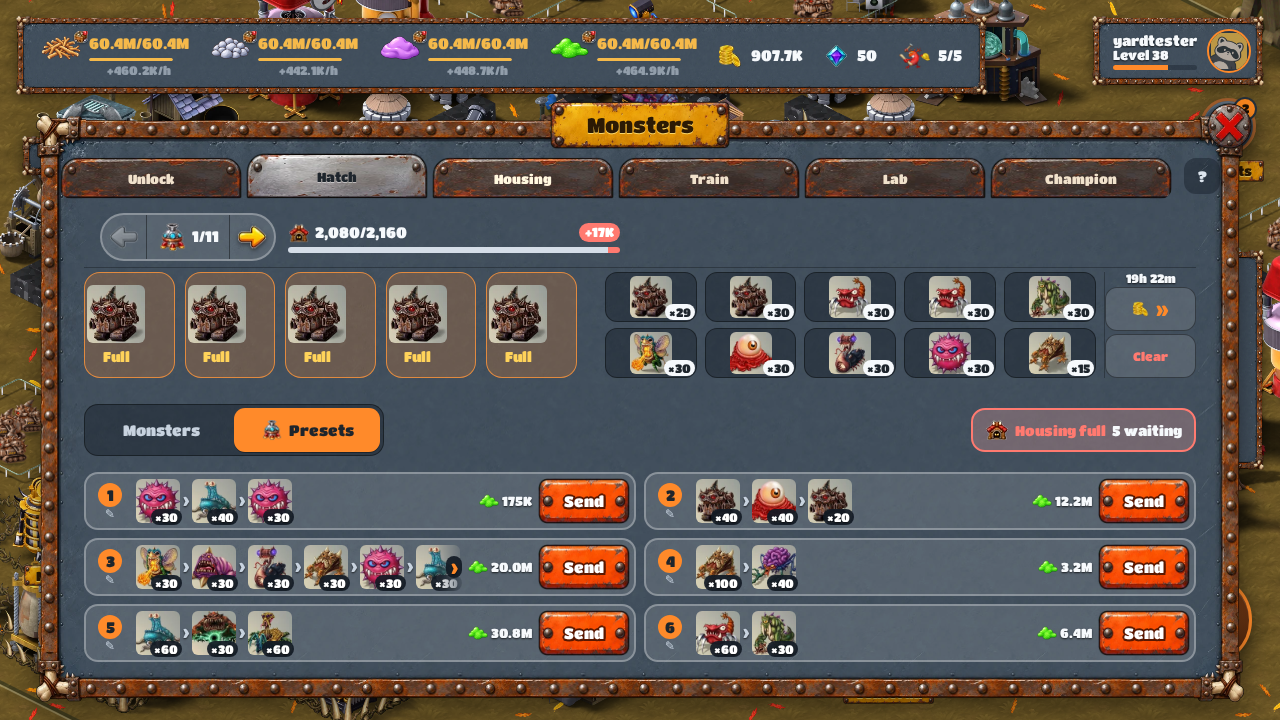 60.4M/60.4M 60.4M/60.4M 60.4M/60.4M 60.4M/60.4M 907.7K 50 5/5
+460.2K/h +442.1K/h +448.7K/h +464.9K/h
yardtester
Level 38
Monsters
Unlock Hatch Housing Train Lab Champion ?
1/11 2,080/2,160 +17K
Full Full Full Full Full
×29 ×30 ×30 ×30 ×30
19h 22m
×30 ×30 ×30 ×30 ×15
Clear
Monsters Presets
Housing full 5 waiting
1 ×30 ×40 ×30 175K Send
2 ×40 ×40 ×20 12.2M Send
3 ×30 ×30 ×30 ×30 ×30 ×30 20.0M Send
4 ×100 ×40 3.2M Send
5 ×60 ×30 ×60 30.8M Send
6 ×60 ×30 6.4M Send